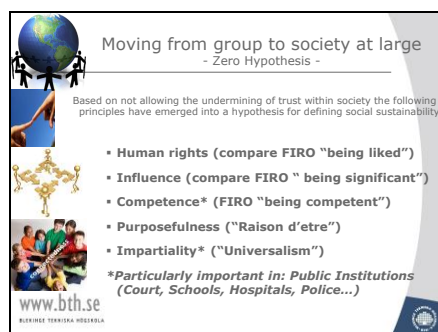 Moving from group to society at large
- Zero Hypothesis -
Based on not allowing the undermining of trust within society the following
principles have emerged into a hypothesis for defining social sustainability
▪ Human rights (compare FIRO “being liked”)
▪ Influence (compare FIRO “ being significant”)
▪ Competence* (FIRO “being competent”)
▪ Purposefulness (“Raison d’etre”)
▪ Impartiality* (“Universalism”)
*Particularly important in: Public Institutions
(Court, Schools, Hospitals, Police…)
www.bth.se
BLEKINGE TEKNISKA HÖGSKOLA